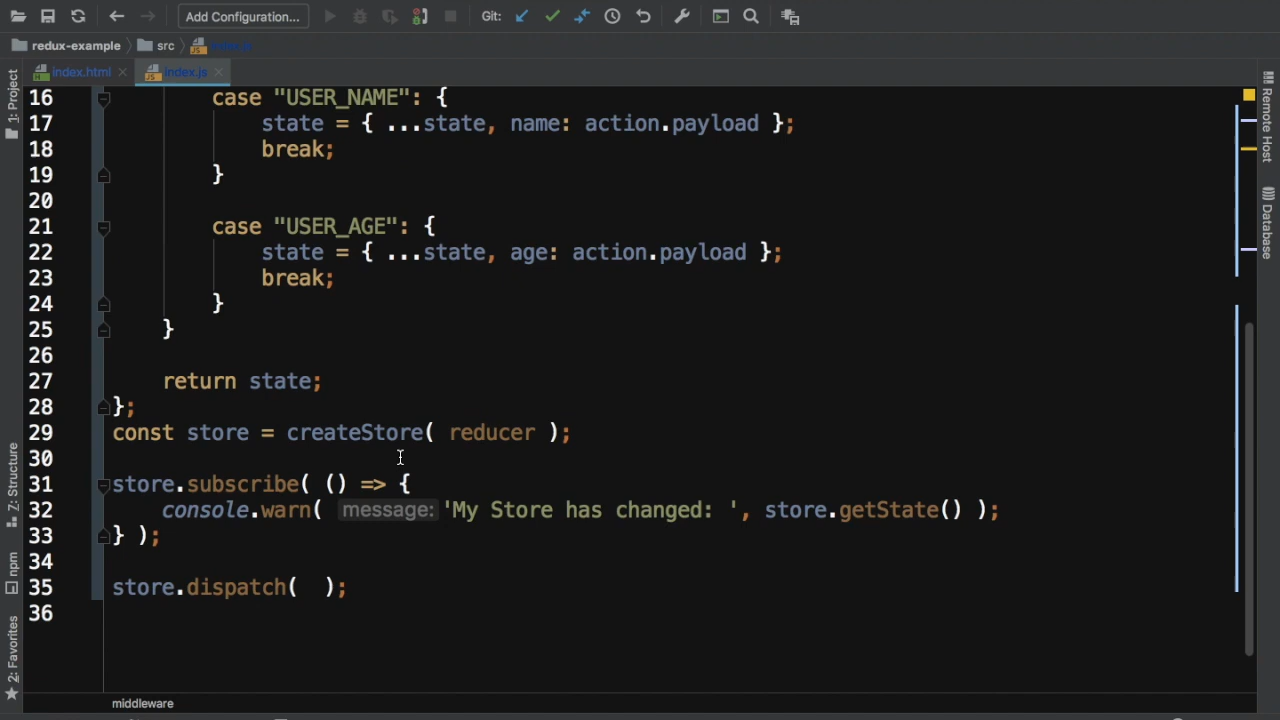 Add Configuration...
Git:
redux-example
src
index.js
index.html
index.js
1: Project
Z: Structure
npm
2: Favorites
Remote Host
Database
16 case "USER_NAME": {
17 state = { ...state, name: action.payload };
18 break;
19 }
20
21 case "USER_AGE": {
22 state = { ...state, age: action.payload };
23 break;
24 }
25 }
26
27 return state;
28 };
29 const store = createStore( reducer );
30
31 store.subscribe( () => {
32 console.warn( message: 'My Store has changed: ', store.getState() );
33 } );
34
35 store.dispatch(  );
36
middleware